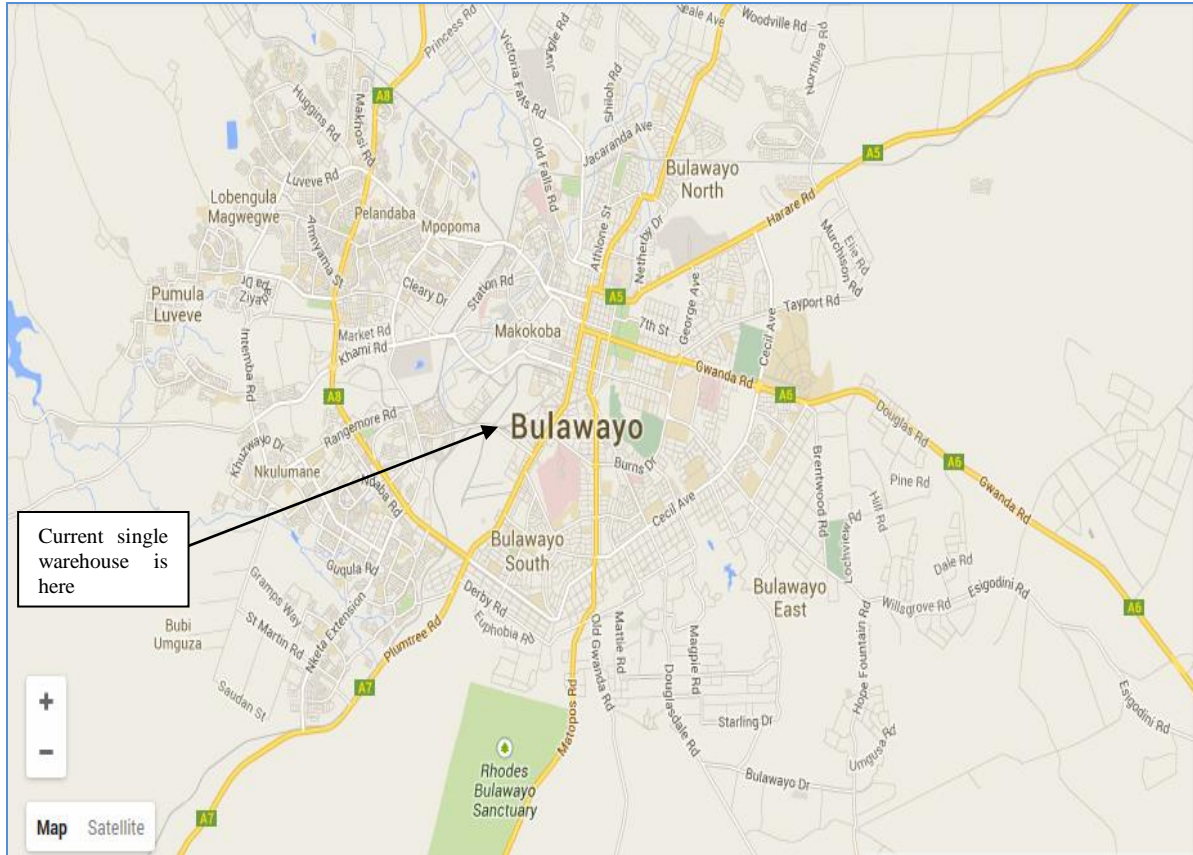 eale Ave
Woodville Rd
Northlea Rd
Princess Rd
Victoria Falls Rd
Shiloh Rd
A8
Huggins Rd
Makhosi Rd
Old Falls Rd
Jacaranda Ave
A5
Luveve Rd
Bulawayo
North
Lobengula
Magwegwe
Pelandaba
Mpopoma
Athlone St
Netherby Dr
Harare Rd
Murchison Rd
Elie Rd
Station Rd
Cleary Dr
Pumula
Luveve
A5
George Ave
Tayport Rd
7th St
Cecil Ave
Makokoba
Market Rd
Khami Rd
Intemba Rd
Gwanda Rd
A8
A6
Rangemore Rd
Bulawayo
Douglas Rd
Khuzwayo Dr
Nkulumane
Burns Dr
A6
Brentwood Rd
Hill Rd
Pine Rd
Gwanda Rd
Cecil Ave
Current single
warehouse is
here
Bulawayo
South
Lochview Rd
Guqula Rd
Dale Rd
Gramps Way
Bulawayo
East
Willsgrove Rd
Esigodini Rd
A6
Derby Rd
Euphobia Rd
Bubi
Umguza
St Martin Rd
Nketa Extension
Plumtree Rd
Old Gwanda Rd
Mattie Rd
Magpie Rd
Douglasdale Rd
Hope Fountain Rd
Saudan St
A7
Matopos Rd
Starling Dr
Umgusa Rd
Esigodini Rd
+
−
Rhodes
Bulawayo
Sanctuary
Bulawayo Dr
A7
Map Satellite